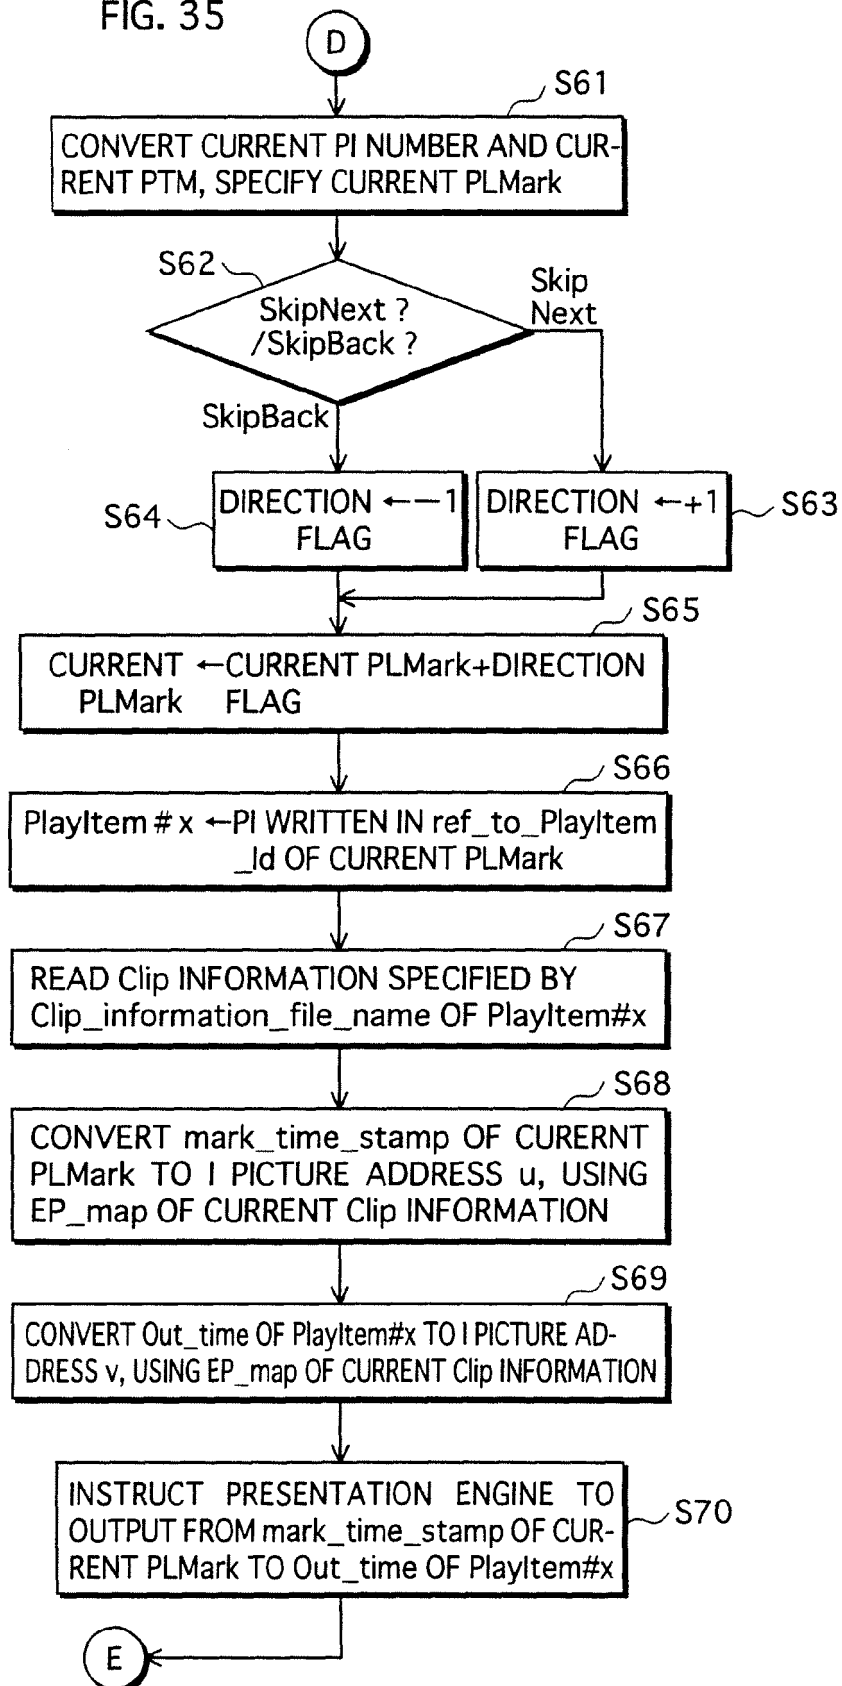 FIG. 35
D
S61
CONVERT CURRENT PI NUMBER AND CUR-
RENT PTM, SPECIFY CURRENT PLMark
S62
SkipNext ?
/SkipBack ?
Skip
Next
SkipBack
S64
DIRECTION ←−1
FLAG
DIRECTION ←+1
FLAG
S63
S65
CURRENT ←CURRENT PLMark+DIRECTION
PLMark FLAG
S66
PlayItem # x ←PI WRITTEN IN ref_to_PlayItem
_Id OF CURRENT PLMark
S67
READ Clip INFORMATION SPECIFIED BY
Clip_information_file_name OF PlayItem#x
S68
CONVERT mark_time_stamp OF CURERNT
PLMark TO I PICTURE ADDRESS u, USING
EP_map OF CURRENT Clip INFORMATION
S69
CONVERT Out_time OF PlayItem#x TO I PICTURE AD-
DRESS v, USING EP_map OF CURRENT Clip INFORMATION
INSTRUCT PRESENTATION ENGINE TO
OUTPUT FROM mark_time_stamp OF CUR-
RENT PLMark TO Out_time OF PlayItem#x
S70
E